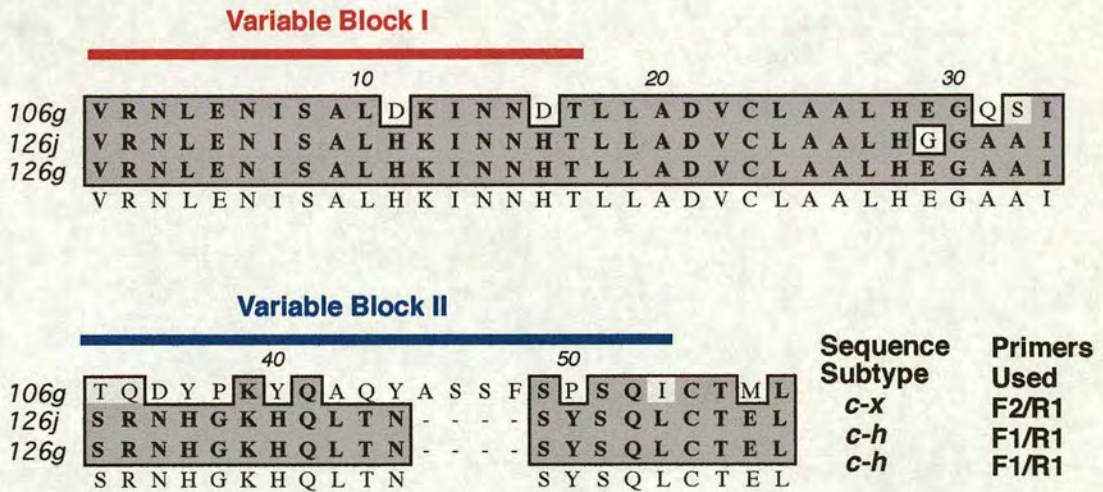 Variable Block I
10 20 30
106g V R N L E N I S A L D K I N N D T L L A D V C L A A L H E G Q S I
126j V R N L E N I S A L H K I N N H T L L A D V C L A A L H G G A A I
126g V R N L E N I S A L H K I N N H T L L A D V C L A A L H E G A A I
V R N L E N I S A L H K I N N H T L L A D V C L A A L H E G A A I
Variable Block II
40 50
Sequence Primers
Subtype Used
106g T Q D Y P K Y Q A Q Y A S S F S P S Q I C T M L
c-x F2/R1
126j S R N H G K H Q L T N - - - - S Y S Q L C T E L
c-h F1/R1
126g S R N H G K H Q L T N - - - - S Y S Q L C T E L
c-h F1/R1
S R N H G K H Q L T N S Y S Q L C T E L